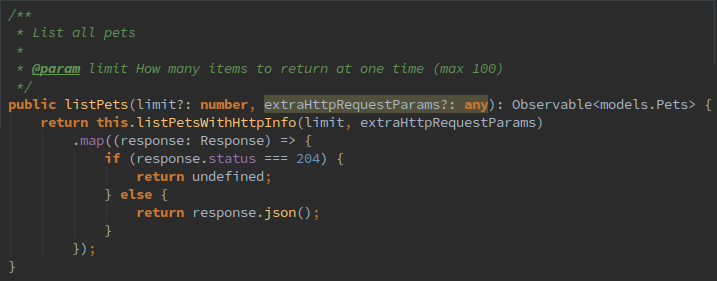 /**
 * List all pets
 *
 * @param limit How many items to return at one time (max 100)
 */
public listPets(limit?: number, extraHttpRequestParams?: any): Observable<models.Pets> {
    return this.listPetsWithHttpInfo(limit, extraHttpRequestParams)
        .map((response: Response) => {
            if (response.status === 204) {
                return undefined;
            } else {
                return response.json();
            }
        });
}